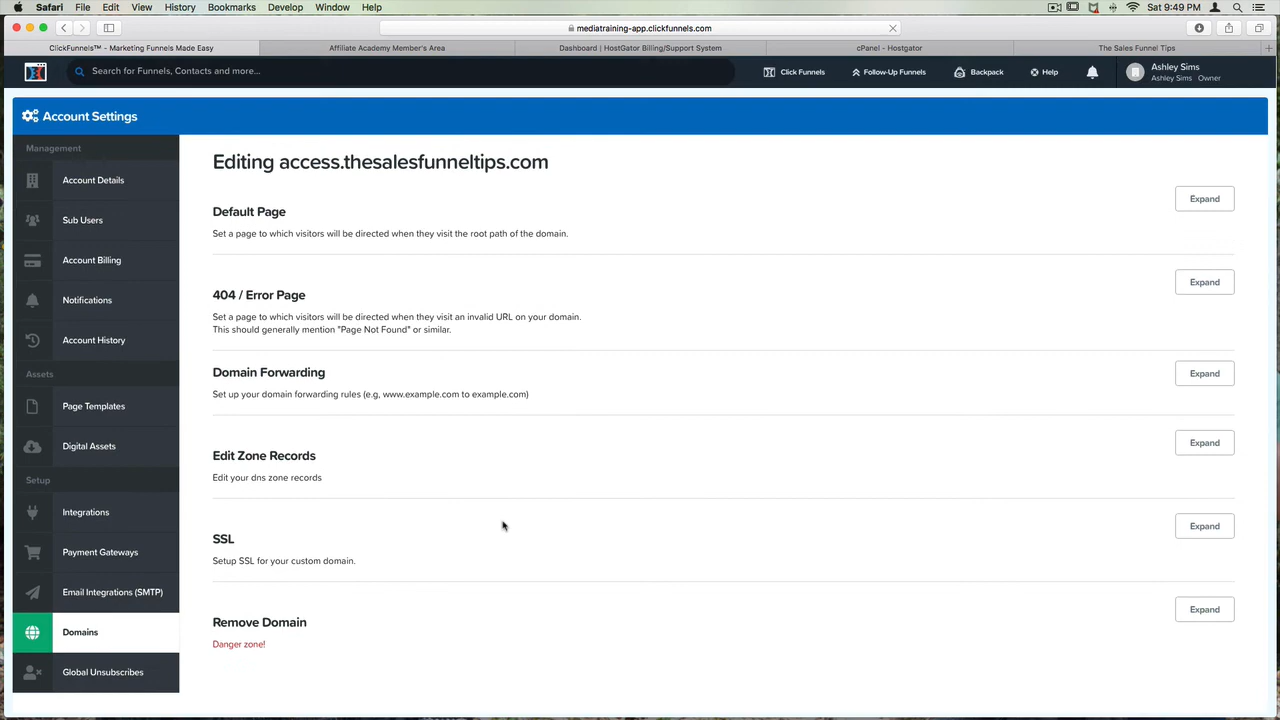 Safari File Edit View History Bookmarks Develop Window Help Sat 9:49 PM
mediatraining-app.clickfunnels.com
ClickFunnels™ - Marketing Funnels Made Easy Affiliate Academy Member's Area Dashboard | HostGator Billing/Support System cPanel - Hostgator The Sales Funnel Tips
Search for Funnels, Contacts and more... Click Funnels Follow-Up Funnels Backpack Help Ashley Sims
Ashley Sims Owner
Account Settings
Management
Account Details
Sub Users
Account Billing
Notifications
Account History
Assets
Page Templates
Digital Assets
Setup
Integrations
Payment Gateways
Email Integrations (SMTP)
Domains
Global Unsubscribes
Editing access.thesalesfunneltips.com
Default Page Expand
Set a page to which visitors will be directed when they visit the root path of the domain.
404 / Error Page Expand
Set a page to which visitors will be directed when they visit an invalid URL on your domain.
This should generally mention "Page Not Found" or similar.
Domain Forwarding Expand
Set up your domain forwarding rules (e.g, www.example.com to example.com)
Edit Zone Records Expand
Edit your dns zone records
SSL Expand
Setup SSL for your custom domain.
Remove Domain Expand
Danger zone!